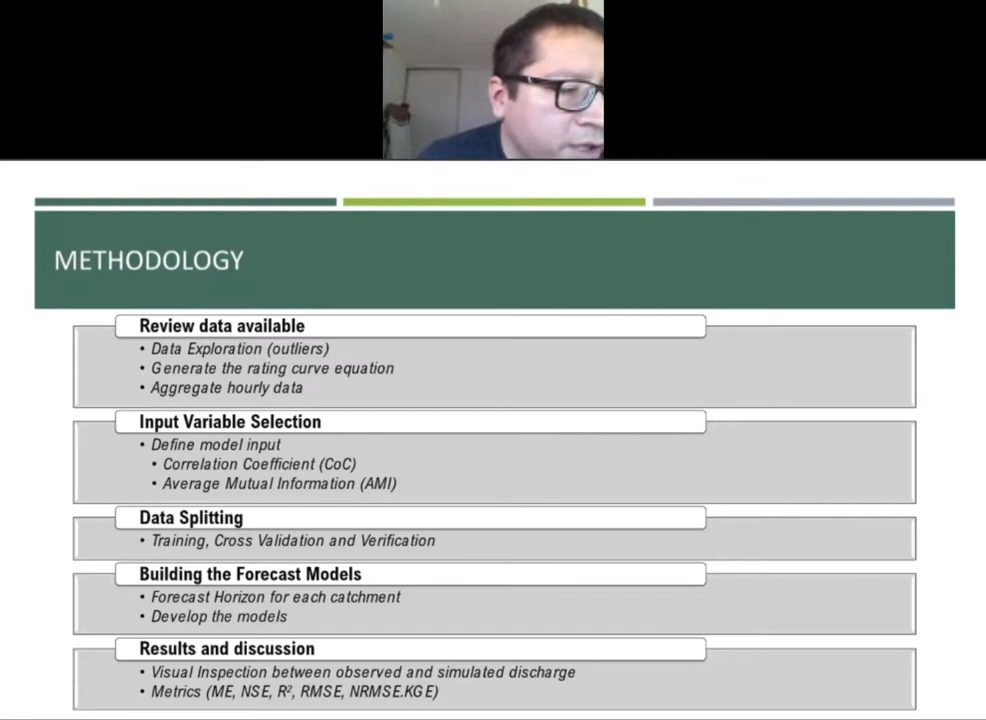 METHODOLOGY
Review data available
• Data Exploration (outliers)
• Generate the rating curve equation
• Aggregate hourly data
Input Variable Selection
• Define model input
• Correlation Coefficient (CoC)
• Average Mutual Information (AMI)
Data Splitting
• Training, Cross Validation and Verification
Building the Forecast Models
• Forecast Horizon for each catchment
• Develop the models
Results and discussion
• Visual Inspection between observed and simulated discharge
• Metrics (ME, NSE, R², RMSE, NRMSE.KGE)